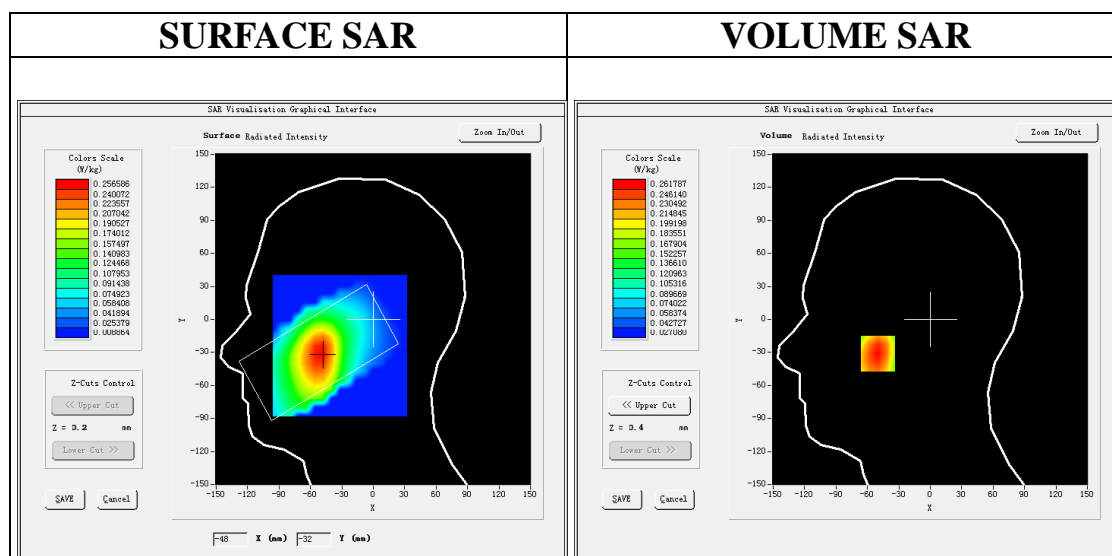 SURFACE SAR
VOLUME SAR
SAR Visualisation Graphical Interface
Surface Radiated Intensity
Zoom In/Out
Colors Scale
(W/kg)
0.256586
0.240072
0.223557
0.207042
0.190527
0.174012
0.157497
0.140983
0.124468
0.107953
0.091438
0.074923
0.058408
0.041894
0.025379
0.008864
150
120
90
60
30
0
-30
-60
-90
-120
-150
Y
-150 -120 -90 -60 -30 0 30 60 90 120 150
X
Z-Cuts Control
<< Upper Cut
Z = 0.2 mm
Lower Cut >>
SAVE Cancel
-48 X (mm) -32 Y (mm)
SAR Visualisation Graphical Interface
Volume Radiated Intensity
Zoom In/Out
Colors Scale
(W/kg)
0.261787
0.246140
0.230492
0.214845
0.199198
0.183551
0.167904
0.152257
0.136610
0.120963
0.105316
0.089669
0.074022
0.058374
0.042727
0.027080
150
120
90
60
30
0
-30
-60
-90
-120
-150
Y
-150 -120 -90 -60 -30 0 30 60 90 120 150
X
Z-Cuts Control
<< Upper Cut
Z = 0.4 mm
Lower Cut >>
SAVE Cancel